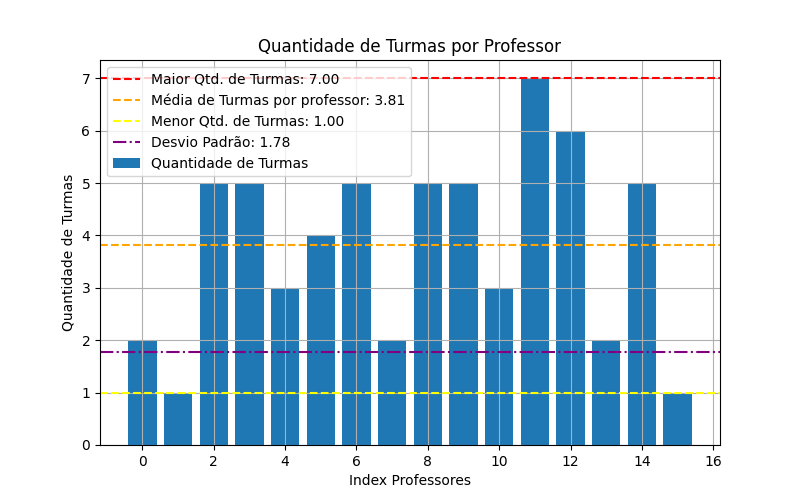 Quantidade de Turmas por Professor
Maior Qtd. de Turmas: 7.00
Média de Turmas por professor: 3.81
Menor Qtd. de Turmas: 1.00
Desvio Padrão: 1.78
Quantidade de Turmas
Quantidade de Turmas
7
6
5
4
3
2
1
0
0 2 4 6 8 10 12 14 16
Index Professores